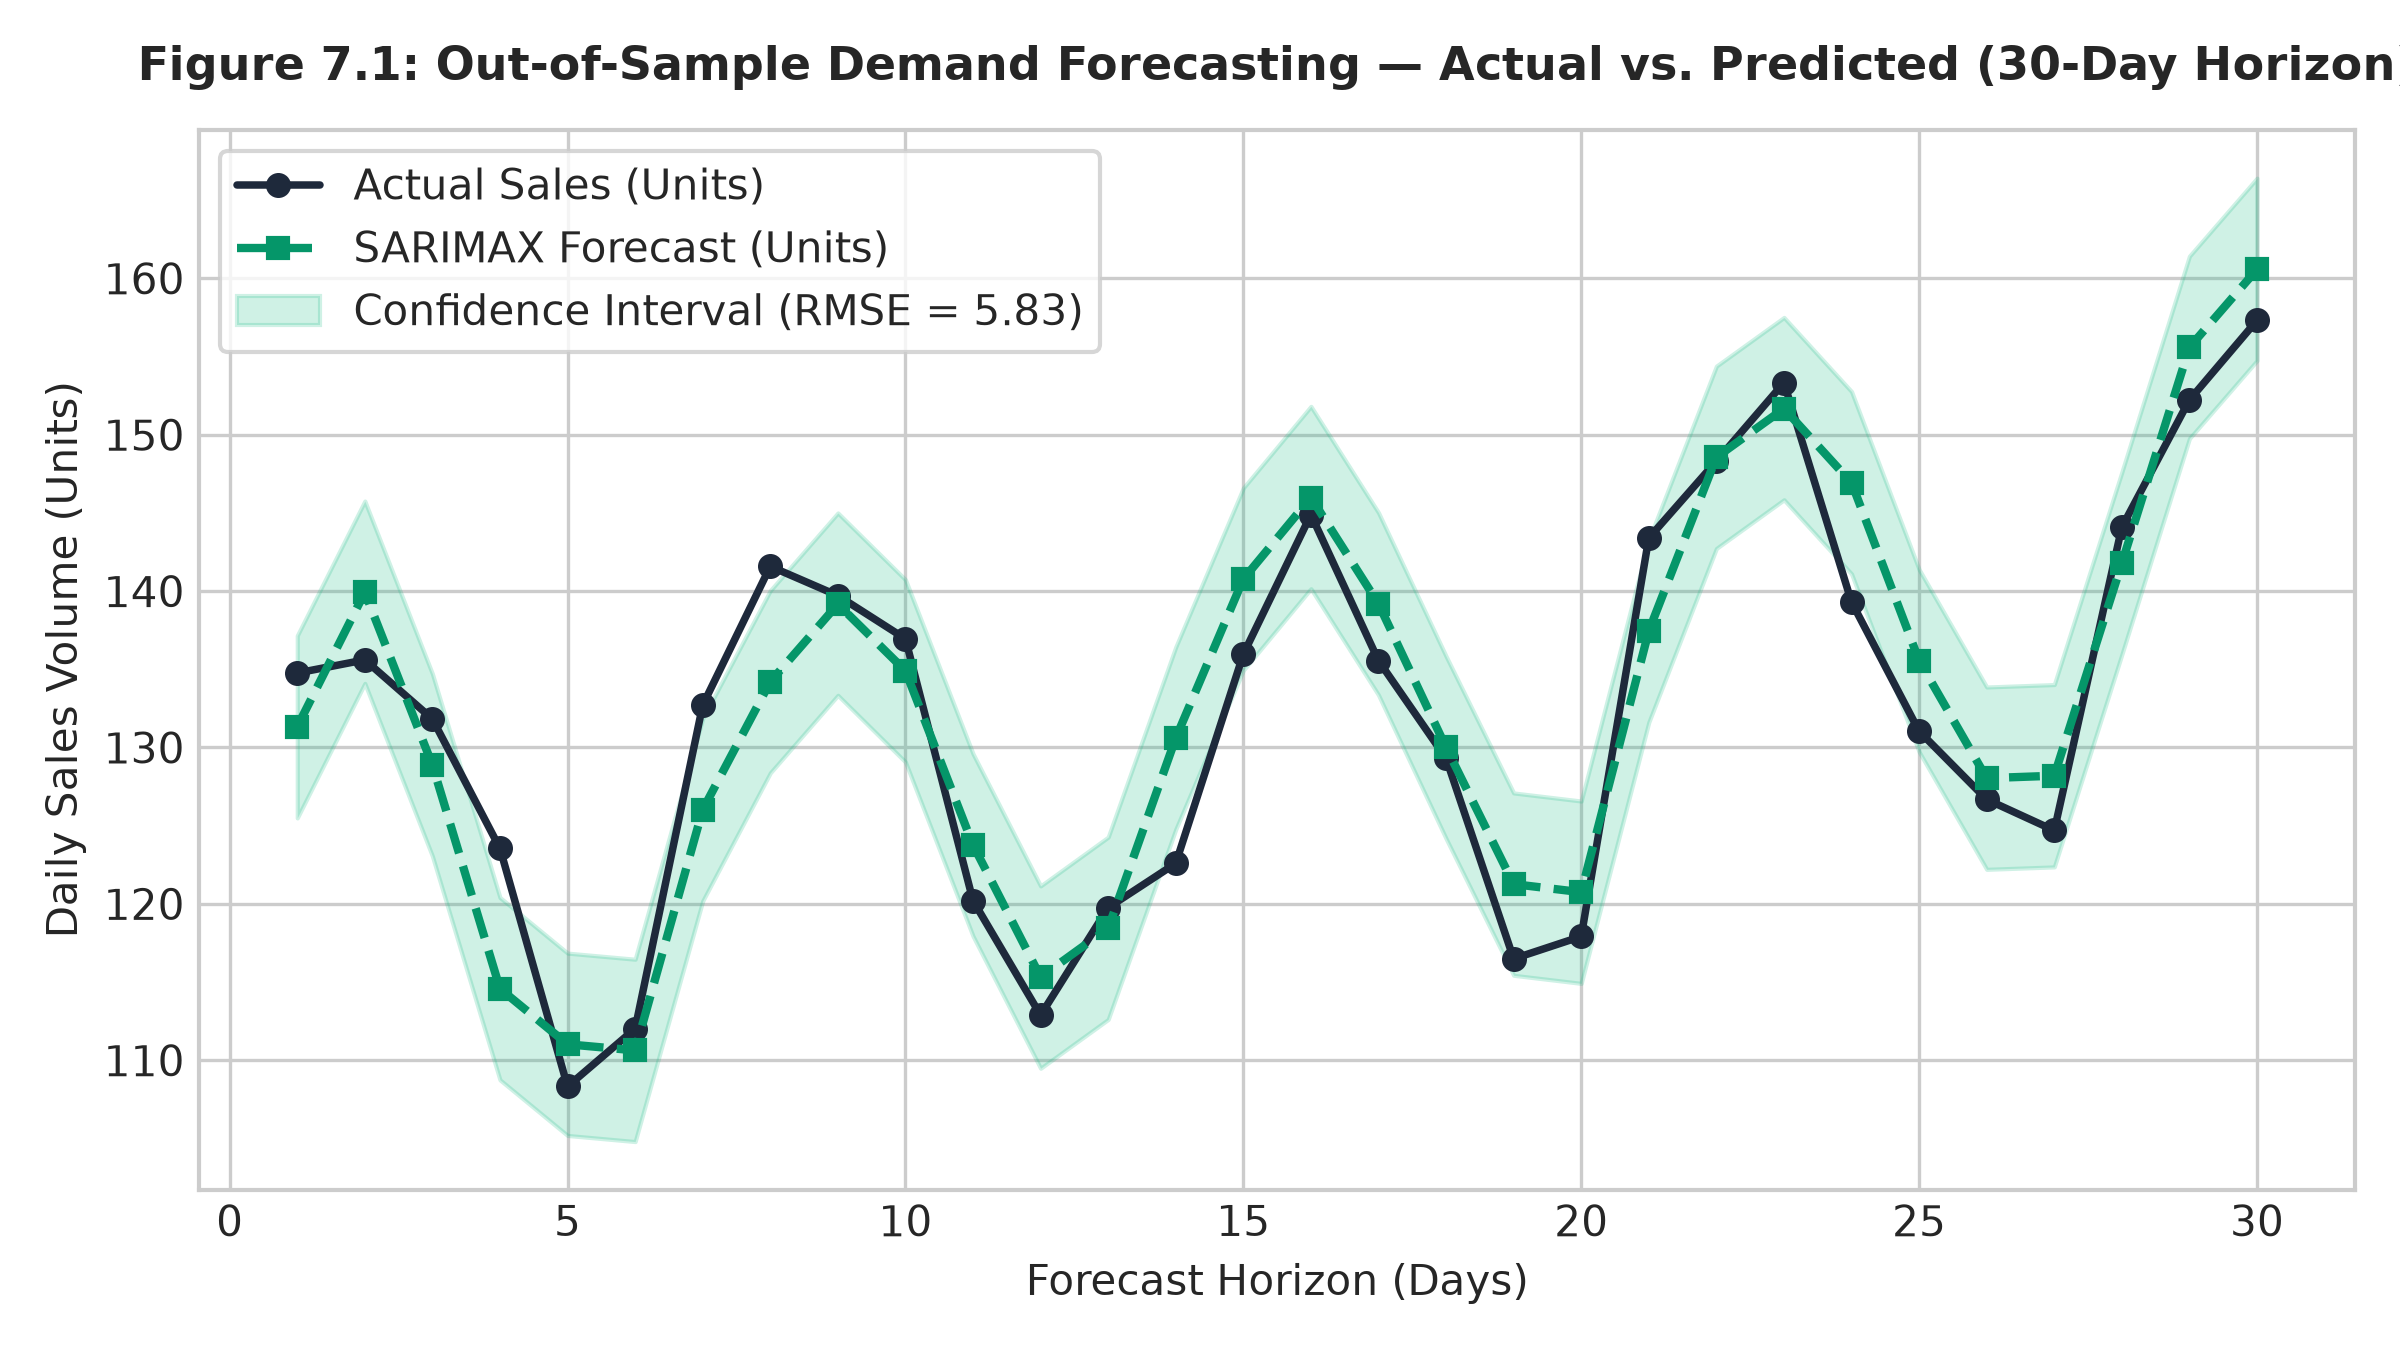 Figure 7.1: Out-of-Sample Demand Forecasting — Actual vs. Predicted (30-Day Horizon)
Actual Sales (Units)
SARIMAX Forecast (Units)
Confidence Interval (RMSE = 5.83)
Daily Sales Volume (Units)
160
150
140
130
120
110
0 5 10 15 20 25 30
Forecast Horizon (Days)